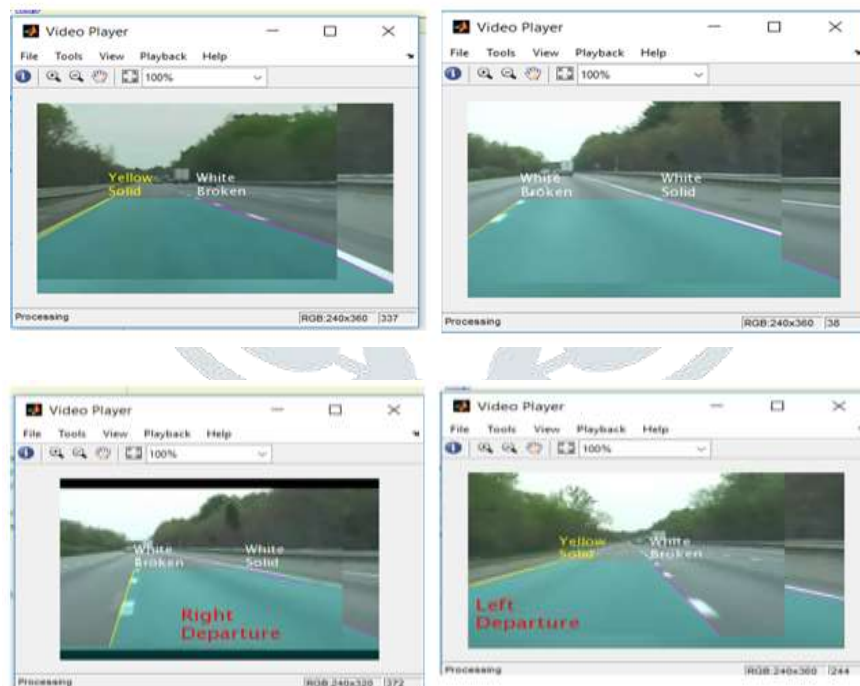 Video Player
File Tools View Playback Help
100%
Yellow
Solid
White
Broken
Processing
RGB:240x360 337
Video Player
File Tools View Playback Help
100%
White
Broken
White
Solid
Processing
RGB:240x360 38
Video Player
File Tools View Playback Help
100%
White
Broken
White
Solid
Right
Departure
Processing
RGB:240x320 372
Video Player
File Tools View Playback Help
100%
Yellow
Solid
White
Broken
Left
Departure
Processing
RGB:240x360 244